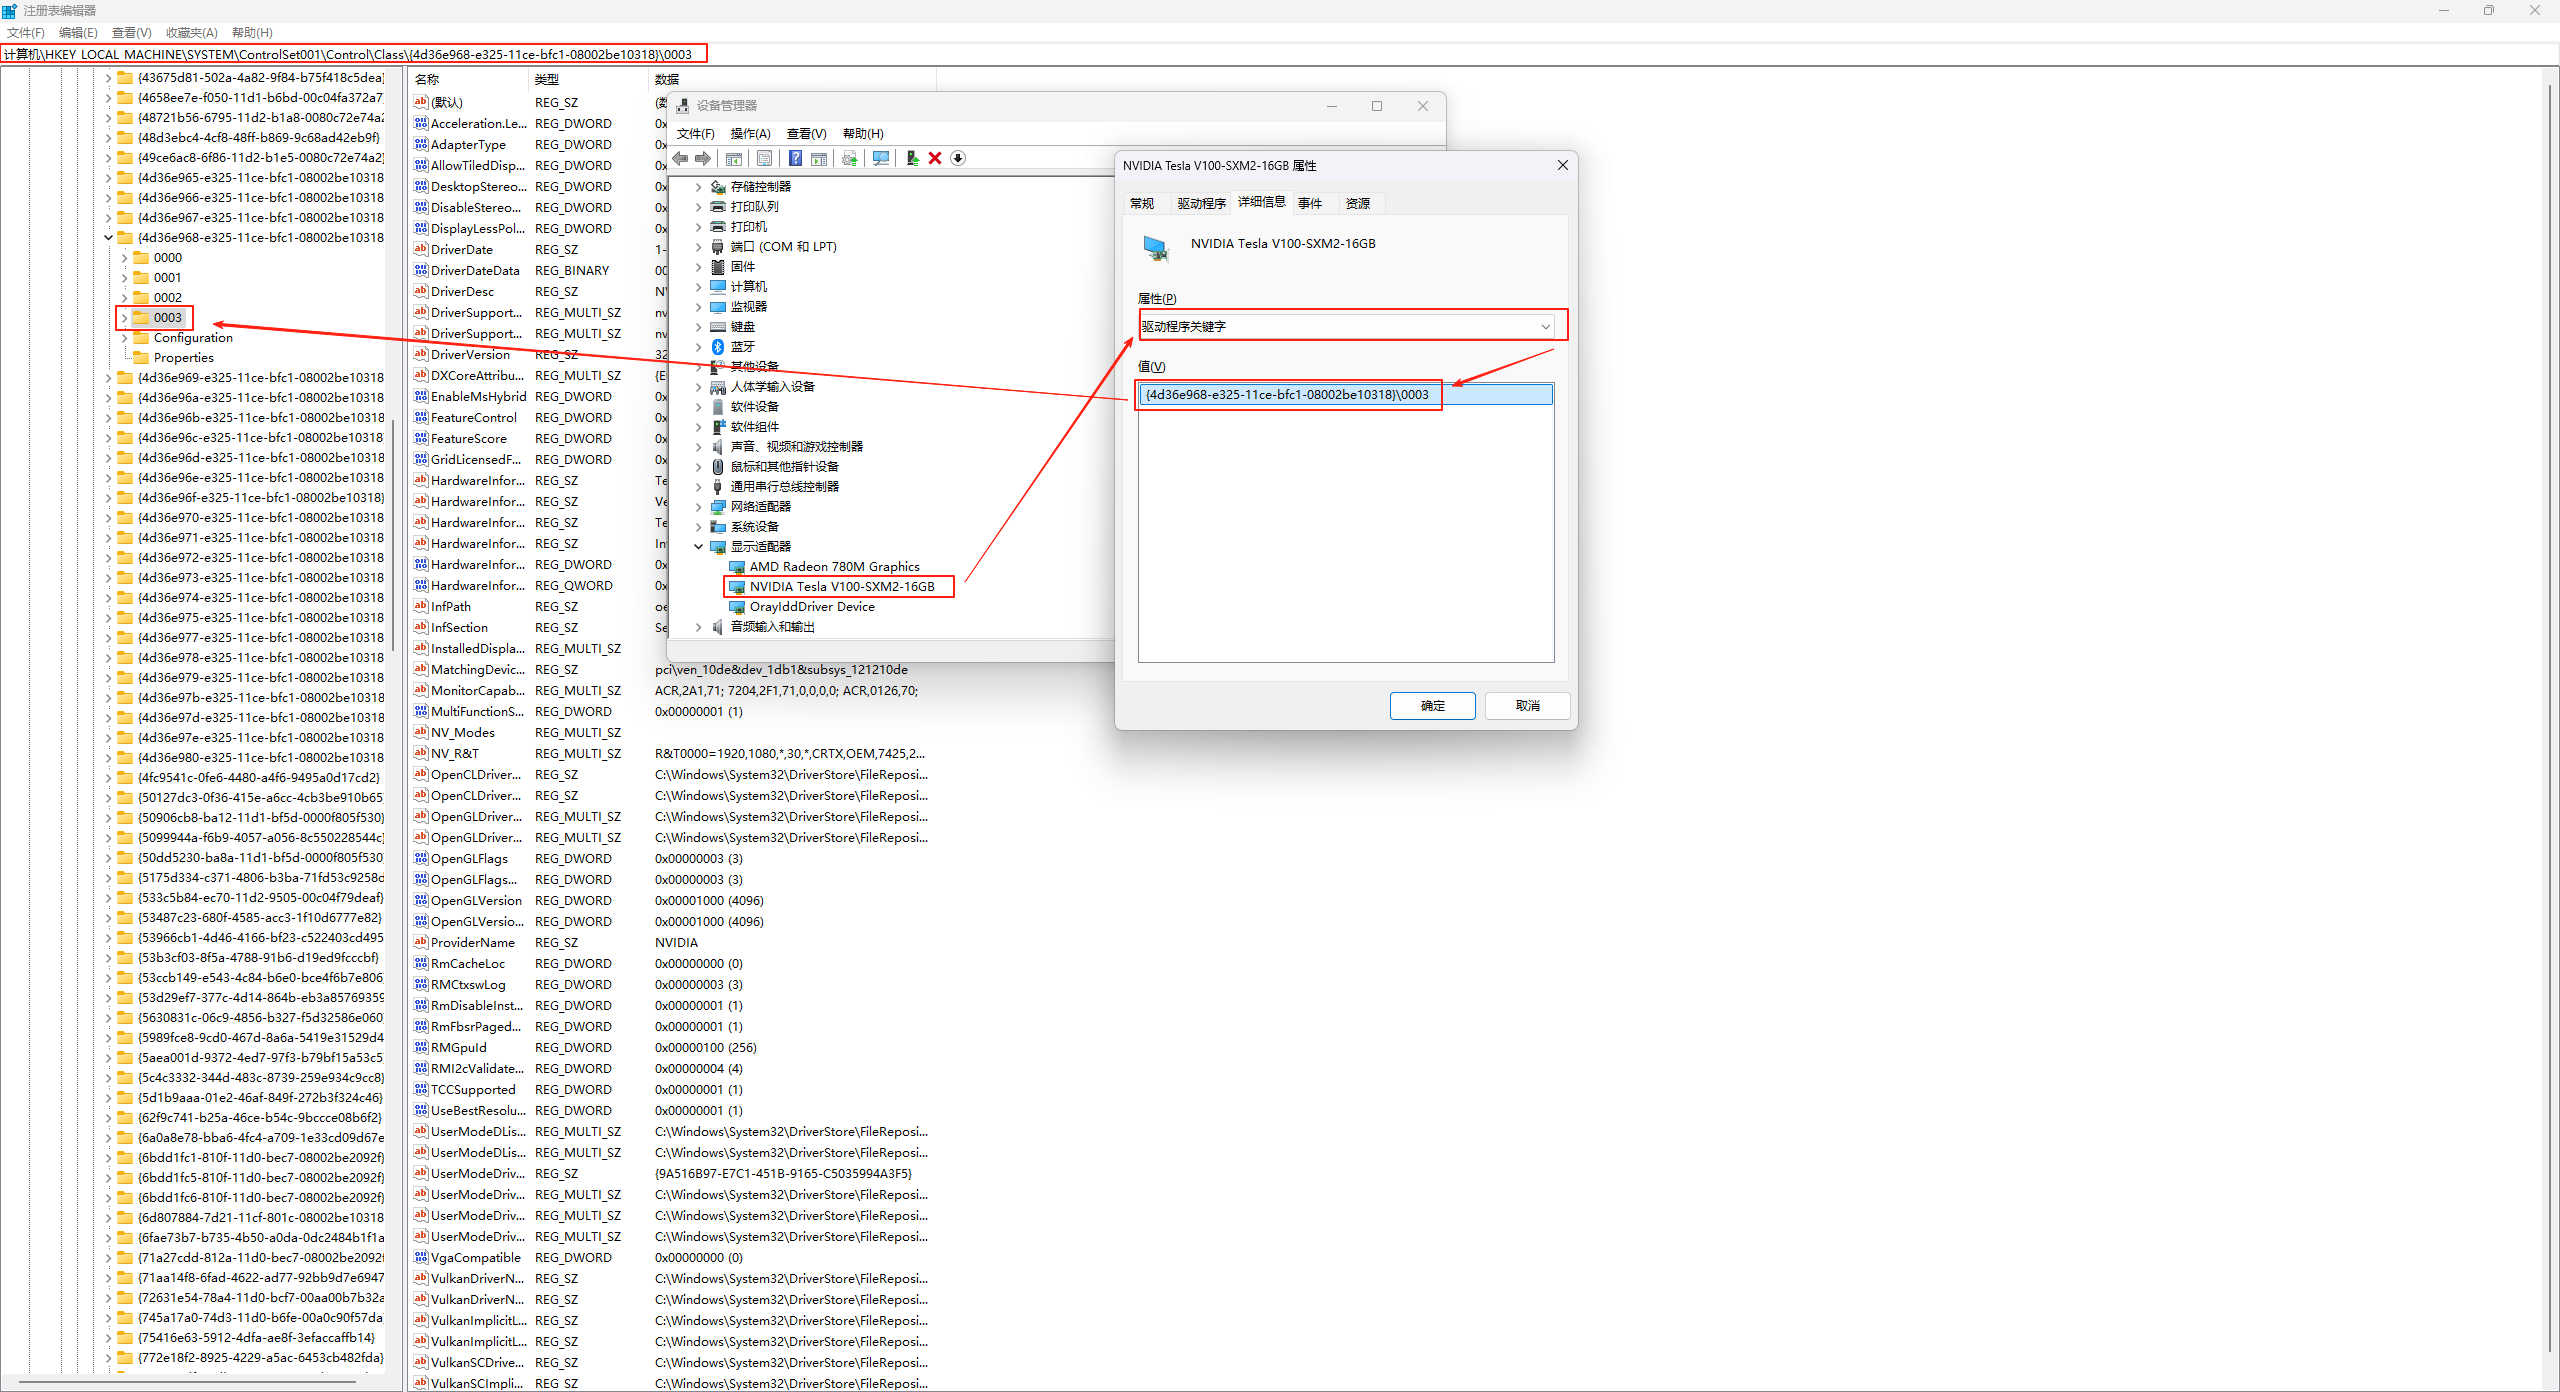 注册表编辑器
文件(F) 编辑(E) 查看(V) 收藏夹(A) 帮助(H)
计算机\HKEY_LOCAL_MACHINE\SYSTEM\ControlSet001\Control\Class\{4d36e968-e325-11ce-bfc1-08002be10318}\0003
{43675d81-502a-4a82-9f84-b75f418c5dea}
{4658ee7e-f050-11d1-b6bd-00c04fa372a7
{48721b56-6795-11d2-b1a8-0080c72e74a2
{48d3ebc4-4cf8-48ff-b869-9c68ad42eb9f}
{49ce6ac8-6f86-11d2-b1e5-0080c72e74a2}
{4d36e965-e325-11ce-bfc1-08002be10318
{4d36e966-e325-11ce-bfc1-08002be10318
{4d36e967-e325-11ce-bfc1-08002be10318
{4d36e968-e325-11ce-bfc1-08002be10318
0000
0001
0002
0003
Configuration
Properties
{4d36e969-e325-11ce-bfc1-08002be10318
{4d36e96a-e325-11ce-bfc1-08002be10318
{4d36e96b-e325-11ce-bfc1-08002be10318
{4d36e96c-e325-11ce-bfc1-08002be10318
{4d36e96d-e325-11ce-bfc1-08002be10318
{4d36e96e-e325-11ce-bfc1-08002be10318
{4d36e96f-e325-11ce-bfc1-08002be10318}
{4d36e970-e325-11ce-bfc1-08002be10318
{4d36e971-e325-11ce-bfc1-08002be10318
{4d36e972-e325-11ce-bfc1-08002be10318
{4d36e973-e325-11ce-bfc1-08002be10318
{4d36e974-e325-11ce-bfc1-08002be10318
{4d36e975-e325-11ce-bfc1-08002be10318
{4d36e977-e325-11ce-bfc1-08002be10318
{4d36e978-e325-11ce-bfc1-08002be10318
{4d36e979-e325-11ce-bfc1-08002be10318
{4d36e97b-e325-11ce-bfc1-08002be10318
{4d36e97d-e325-11ce-bfc1-08002be10318
{4d36e97e-e325-11ce-bfc1-08002be10318
{4d36e980-e325-11ce-bfc1-08002be10318
{4fc9541c-0fe6-4480-a4f6-9495a0d17cd2}
{50127dc3-0f36-415e-a6cc-4cb3be910b65
{50906cb8-ba12-11d1-bf5d-0000f805f530}
{5099944a-f6b9-4057-a056-8c550228544c}
{50dd5230-ba8a-11d1-bf5d-0000f805f530
{5175d334-c371-4806-b3ba-71fd53c9258d
{533c5b84-ec70-11d2-9505-00c04f79deaf}
{53487c23-680f-4585-acc3-1f10d6777e82}
{53966cb1-4d46-4166-bf23-c522403cd495
{53b3cf03-8f5a-4788-91b6-d19ed9fcccbf}
{53ccb149-e543-4c84-b6e0-bce4f6b7e806
{53d29ef7-377c-4d14-864b-eb3a85769359
{5630831c-06c9-4856-b327-f5d32586e060
{5989fce8-9cd0-467d-8a6a-5419e31529d4
{5aea001d-9372-4ed7-97f3-b79bf15a53c5
{5c4c3332-344d-483c-8739-259e934c9cc8}
{5d1b9aaa-01e2-46af-849f-272b3f324c46}
{62f9c741-b25a-46ce-b54c-9bccce08b6f2}
{6a0a8e78-bba6-4fc4-a709-1e33cd09d67e
{6bdd1fc1-810f-11d0-bec7-08002be2092f}
{6bdd1fc5-810f-11d0-bec7-08002be2092f}
{6bdd1fc6-810f-11d0-bec7-08002be2092f}
{6d807884-7d21-11cf-801c-08002be10318
{6fae73b7-b735-4b50-a0da-0dc2484b1f1a
{71a27cdd-812a-11d0-bec7-08002be2092f
{71aa14f8-6fad-4622-ad77-92bb9d7e6947
{72631e54-78a4-11d0-bcf7-00aa00b7b32a
{745a17a0-74d3-11d0-b6fe-00a0c90f57da
{75416e63-5912-4dfa-ae8f-3efaccaffb14}
{772e18f2-8925-4229-a5ac-6453cb482fda}
名称 类型 数据
(默认) REG_SZ
Acceleration.Le... REG_DWORD 0x
AdapterType REG_DWORD 0x
AllowTiledDisp... REG_DWORD 0x
DesktopStereo... REG_DWORD 0x
DisableStereo... REG_DWORD 0x
DisplayLessPol... REG_DWORD 0x
DriverDate REG_SZ 1-
DriverDateData REG_BINARY 00
DriverDesc REG_SZ NV
DriverSupport... REG_MULTI_SZ nv
DriverSupport... REG_MULTI_SZ nv
DriverVersion REG_SZ 32
DXCoreAttribu... REG_MULTI_SZ {E
EnableMsHybrid REG_DWORD 0x
FeatureControl REG_DWORD 0x
FeatureScore REG_DWORD 0x
GridLicensedF... REG_DWORD 0x
HardwareInfor... REG_SZ Te
HardwareInfor... REG_SZ Ve
HardwareInfor... REG_SZ Te
HardwareInfor... REG_SZ In
HardwareInfor... REG_DWORD 0x
HardwareInfor... REG_QWORD 0x
InfPath REG_SZ oe
InfSection REG_SZ Se
InstalledDispla... REG_MULTI_SZ
MatchingDevic... REG_SZ pci\ven_10de&dev_1db1&subsys_121210de
MonitorCapab... REG_MULTI_SZ ACR,2A1,71; 7204,2F1,71,0,0,0,0; ACR,0126,70;
MultiFunctionS... REG_DWORD 0x00000001 (1)
NV_Modes REG_MULTI_SZ
NV_R&T REG_MULTI_SZ R&T0000=1920,1080,*,30,*,CRTX,OEM,7425,2...
OpenCLDriver... REG_SZ C:\Windows\System32\DriverStore\FileReposi...
OpenCLDriver... REG_SZ C:\Windows\System32\DriverStore\FileReposi...
OpenGLDriver... REG_MULTI_SZ C:\Windows\System32\DriverStore\FileReposi...
OpenGLDriver... REG_MULTI_SZ C:\Windows\System32\DriverStore\FileReposi...
OpenGLFlags REG_DWORD 0x00000003 (3)
OpenGLFlags... REG_DWORD 0x00000003 (3)
OpenGLVersion REG_DWORD 0x00001000 (4096)
OpenGLVersio... REG_DWORD 0x00001000 (4096)
ProviderName REG_SZ NVIDIA
RmCacheLoc REG_DWORD 0x00000000 (0)
RMCtxswLog REG_DWORD 0x00000003 (3)
RmDisableInst... REG_DWORD 0x00000001 (1)
RmFbsrPaged... REG_DWORD 0x00000001 (1)
RMGpuId REG_DWORD 0x00000100 (256)
RMI2cValidate... REG_DWORD 0x00000004 (4)
TCCSupported REG_DWORD 0x00000001 (1)
UseBestResolu... REG_DWORD 0x00000001 (1)
UserModeDLis... REG_MULTI_SZ C:\Windows\System32\DriverStore\FileReposi...
UserModeDLis... REG_MULTI_SZ C:\Windows\System32\DriverStore\FileReposi...
UserModeDriv... REG_SZ {9A516B97-E7C1-451B-9165-C5035994A3F5}
UserModeDriv... REG_MULTI_SZ C:\Windows\System32\DriverStore\FileReposi...
UserModeDriv... REG_MULTI_SZ C:\Windows\System32\DriverStore\FileReposi...
UserModeDriv... REG_MULTI_SZ C:\Windows\System32\DriverStore\FileReposi...
VgaCompatible REG_DWORD 0x00000000 (0)
VulkanDriverN... REG_SZ C:\Windows\System32\DriverStore\FileReposi...
VulkanDriverN... REG_SZ C:\Windows\System32\DriverStore\FileReposi...
VulkanImplicitL... REG_SZ C:\Windows\System32\DriverStore\FileReposi...
VulkanImplicitL... REG_SZ C:\Windows\System32\DriverStore\FileReposi...
VulkanSCDrive... REG_SZ C:\Windows\System32\DriverStore\FileReposi...
VulkanSCImpli... REG_SZ C:\Windows\System32\DriverStore\FileReposi...
设备管理器
文件(F) 操作(A) 查看(V) 帮助(H)
存储控制器
打印队列
打印机
端口 (COM 和 LPT)
固件
计算机
监视器
键盘
蓝牙
其他设备
人体学输入设备
软件设备
软件组件
声音、视频和游戏控制器
鼠标和其他指针设备
通用串行总线控制器
网络适配器
系统设备
显示适配器
AMD Radeon 780M Graphics
NVIDIA Tesla V100-SXM2-16GB
OrayIddDriver Device
音频输入和输出
NVIDIA Tesla V100-SXM2-16GB 属性
常规 驱动程序 详细信息 事件 资源
NVIDIA Tesla V100-SXM2-16GB
属性(P)
驱动程序关键字
值(V)
{4d36e968-e325-11ce-bfc1-08002be10318}\0003
确定 取消